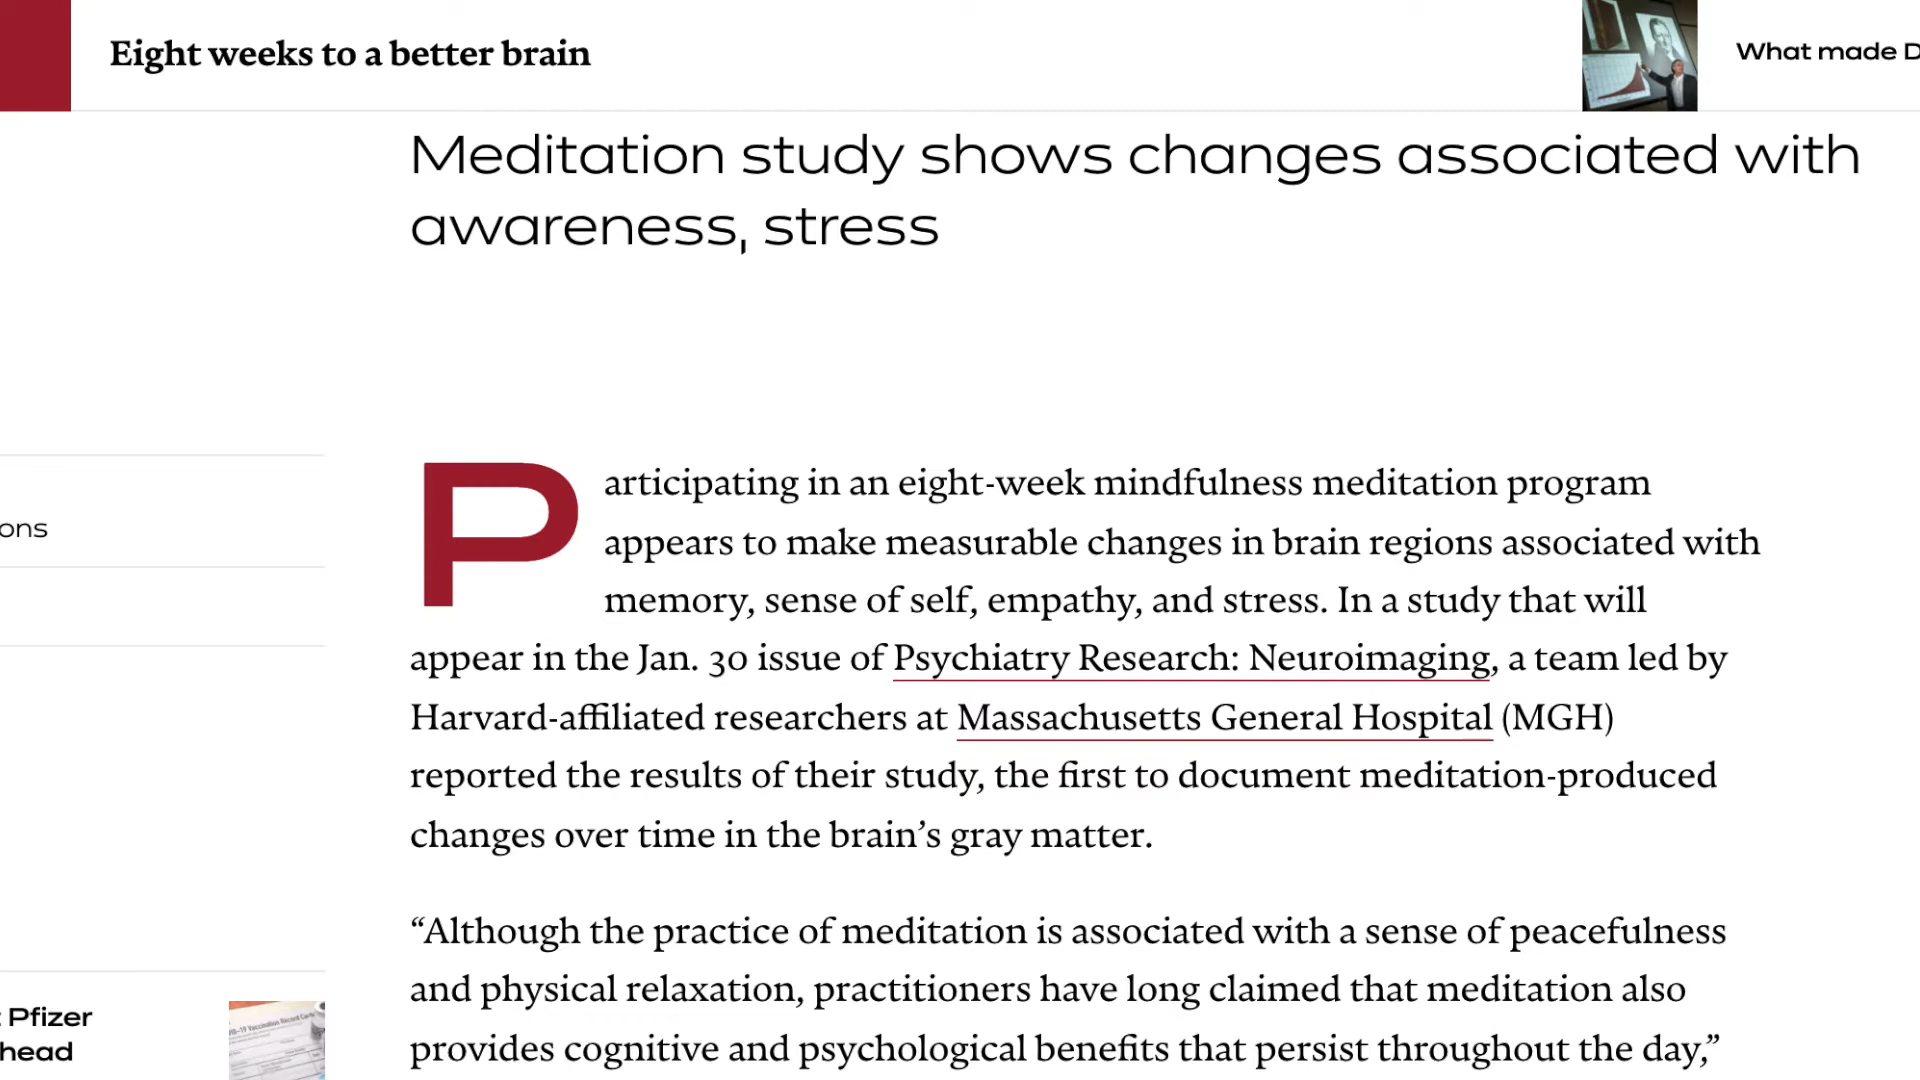 Eight weeks to a better brain
What made D
Meditation study shows changes associated with
awareness, stress
ons
Participating in an eight-week mindfulness meditation program
appears to make measurable changes in brain regions associated with
memory, sense of self, empathy, and stress. In a study that will
appear in the Jan. 30 issue of Psychiatry Research: Neuroimaging, a team led by
Harvard-affiliated researchers at Massachusetts General Hospital (MGH)
reported the results of their study, the first to document meditation-produced
changes over time in the brain’s gray matter.
“Although the practice of meditation is associated with a sense of peacefulness
and physical relaxation, practitioners have long claimed that meditation also
provides cognitive and psychological benefits that persist throughout the day,”
: Pfizer
head